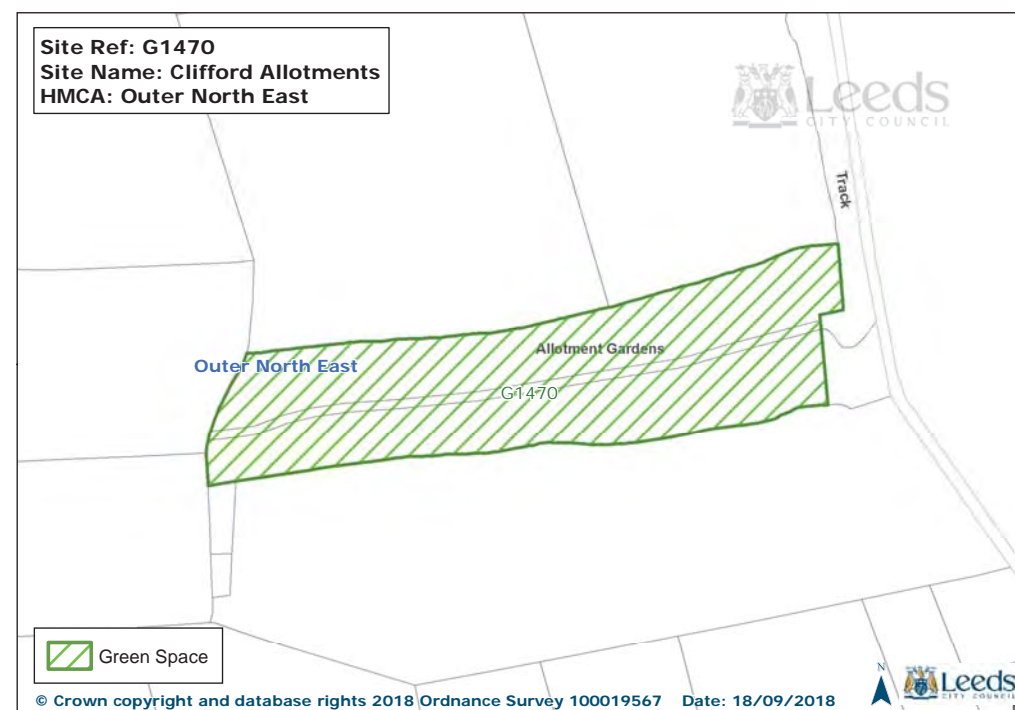 Site Ref: G1470
Site Name: Clifford Allotments
HMCA: Outer North East
Leeds
CITY COUNCIL
Track
Allotment Gardens
Outer North East
G1470
Green Space
© Crown copyright and database rights 2018 Ordnance Survey 100019567 Date: 18/09/2018
N
Leeds
CITY COUNCIL